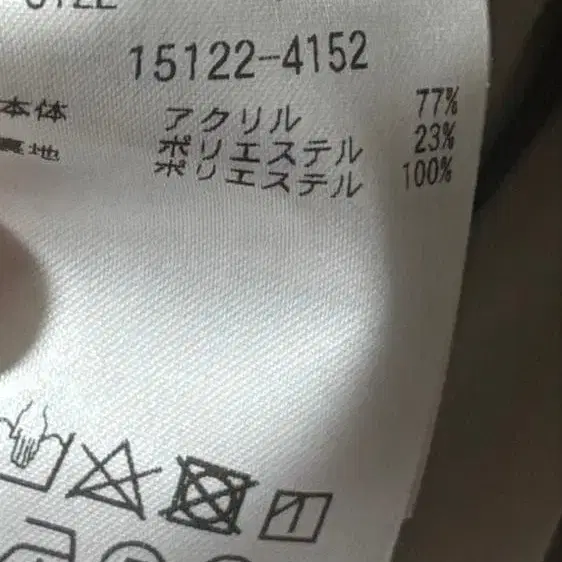 15122-4152
本体 アクリル 77%
ポリエステル 23%
裏地 ポリエステル 100%